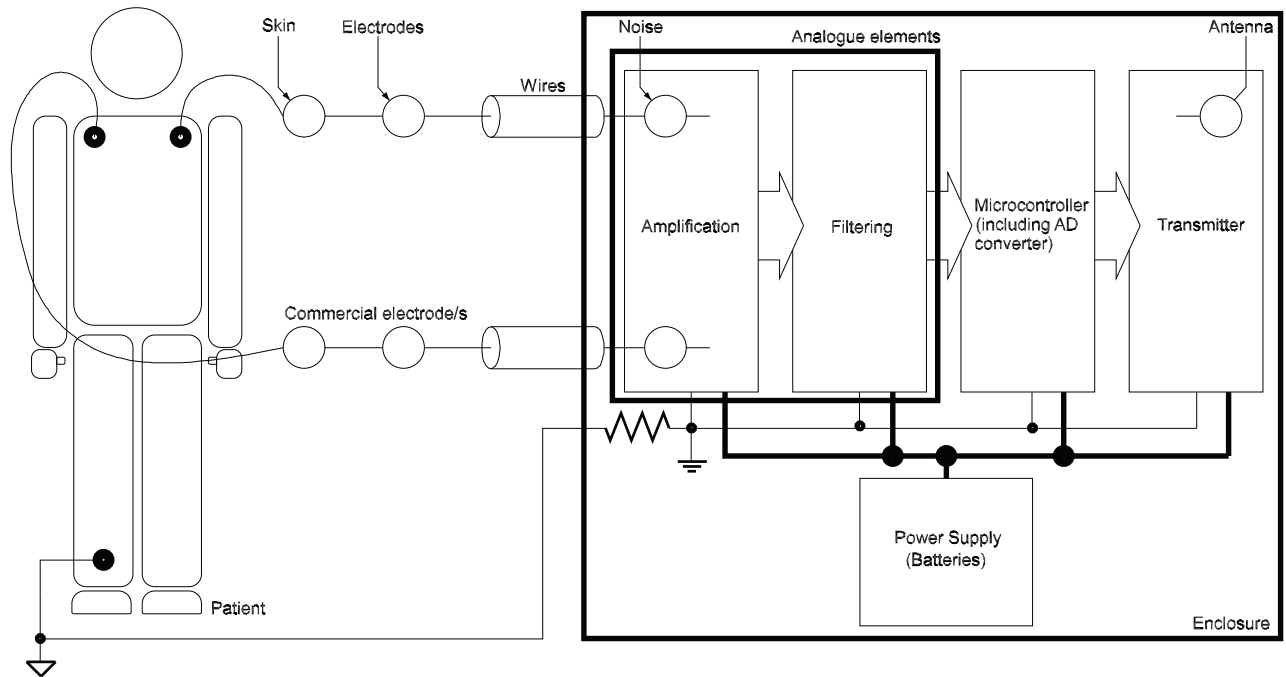 Skin
Electrodes
Noise
Antenna
Analogue elements
Wires
Amplification
Filtering
Microcontroller
(including AD
converter)
Transmitter
Commercial electrode/s
Power Supply
(Batteries)
Patient
Enclosure